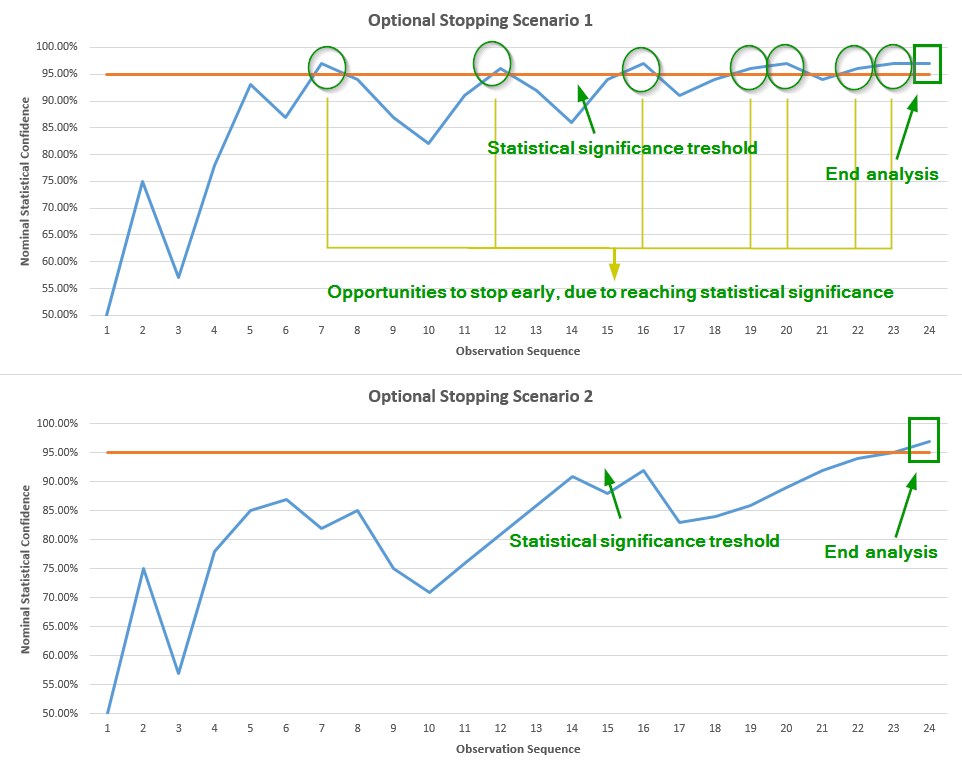 Optional Stopping Scenario 1
100.00%
95.00%
90.00%
85.00%
80.00%
75.00%
70.00%
65.00%
60.00%
55.00%
50.00%
Nominal Statistical Confidence
Statistical significance treshold
End analysis
Opportunities to stop early, due to reaching statistical significance
1 2 3 4 5 6 7 8 9 10 11 12 13 14 15 16 17 18 19 20 21 22 23 24
Observation Sequence
Optional Stopping Scenario 2
100.00%
95.00%
90.00%
85.00%
80.00%
75.00%
70.00%
65.00%
60.00%
55.00%
50.00%
Nominal Statistical Confidence
Statistical significance treshold
End analysis
1 2 3 4 5 6 7 8 9 10 11 12 13 14 15 16 17 18 19 20 21 22 23 24
Observation Sequence